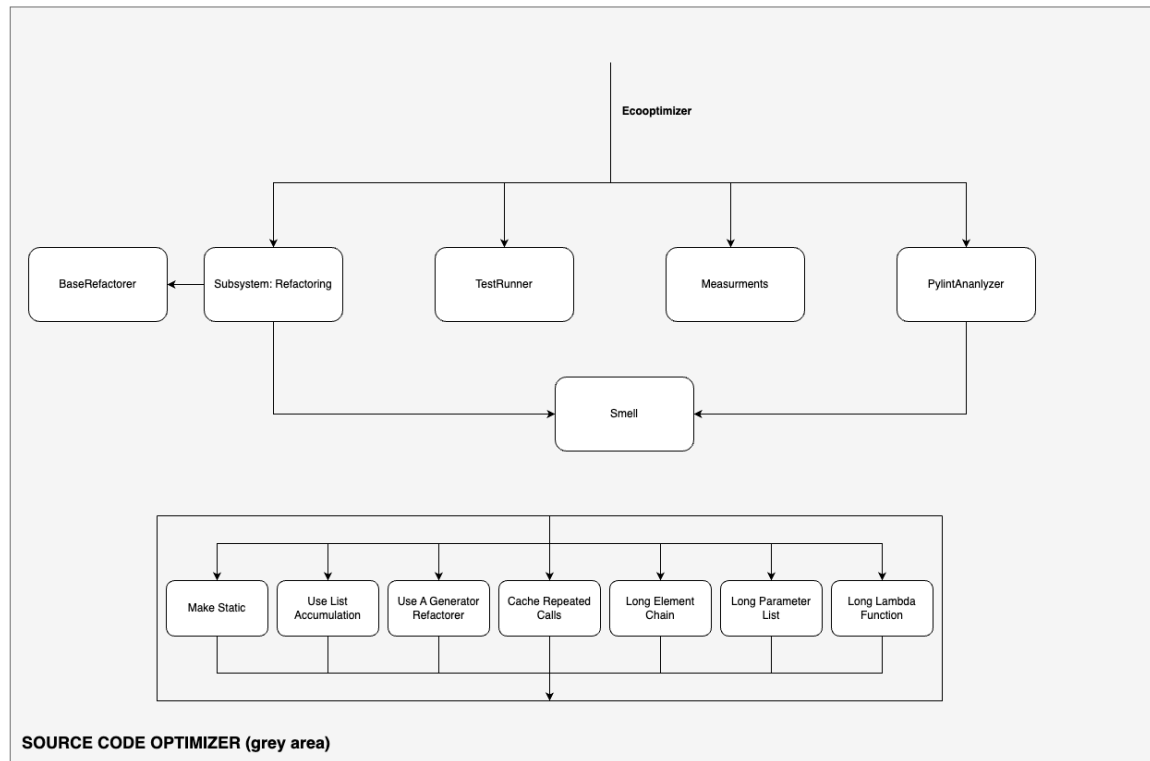 Ecooptimizer
BaseRefactorer
Subsystem: Refactoring
TestRunner
Measurments
PylintAnanlyzer
Smell
Make Static
Use List
Accumulation
Use A Generator
Refactorer
Cache Repeated
Calls
Long Element
Chain
Long Parameter
List
Long Lambda
Function
SOURCE CODE OPTIMIZER (grey area)